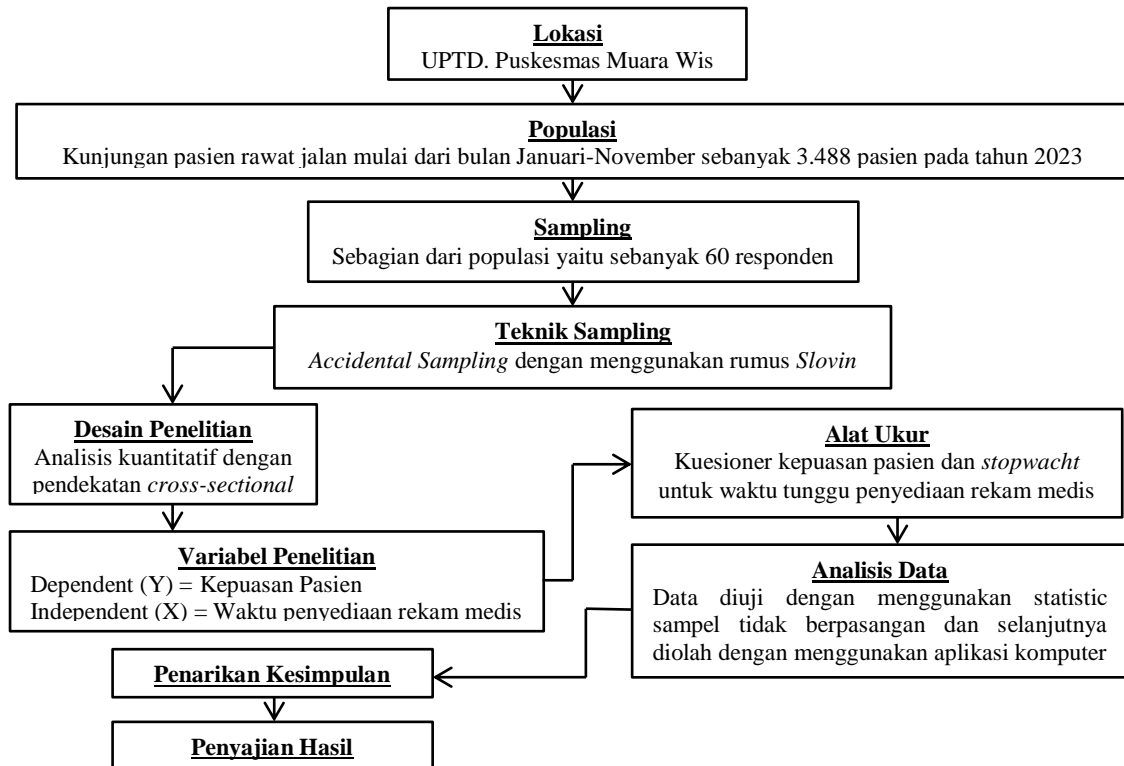 Lokasi
UPTD. Puskesmas Muara Wis
Populasi
Kunjungan pasien rawat jalan mulai dari bulan Januari-November sebanyak 3.488 pasien pada tahun 2023
Sampling
Sebagian dari populasi yaitu sebanyak 60 responden
Teknik Sampling
Accidental Sampling dengan menggunakan rumus Slovin
Desain Penelitian
Analisis kuantitatif dengan
pendekatan cross-sectional
Variabel Penelitian
Dependent (Y) = Kepuasan Pasien
Independent (X) = Waktu penyediaan rekam medis
Alat Ukur
Kuesioner kepuasan pasien dan stopwacht
untuk waktu tunggu penyediaan rekam medis
Analisis Data
Data diuji dengan menggunakan statistic
sampel tidak berpasangan dan selanjutnya
diolah dengan menggunakan aplikasi komputer
Penarikan Kesimpulan
Penyajian Hasil